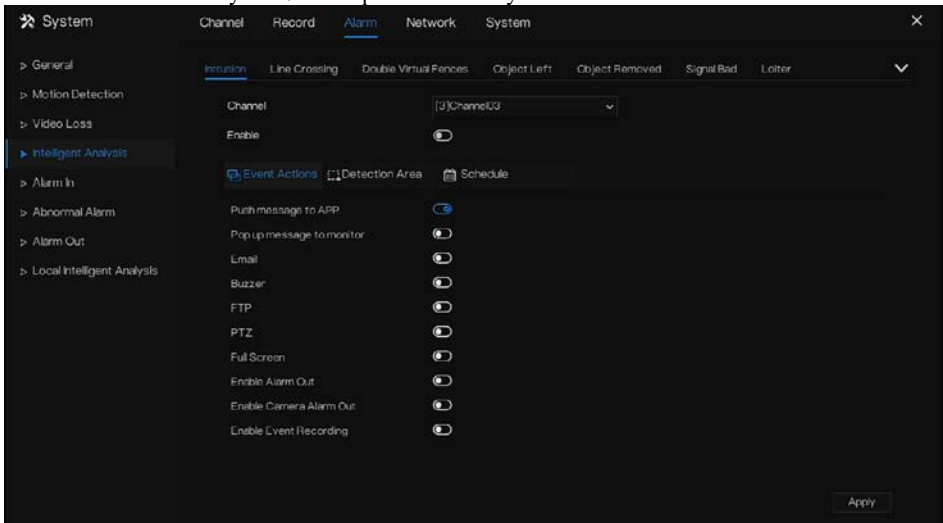 System
Channel Record Alarm Network System
General
Motion Detection
Video Loss
Intelligent Analysis
Alarm In
Abnormal Alarm
Alarm Out
Local Intelligent Analysis
Intrusion Line Crossing Double Virtual Fences Object Left Object Removed Signal Bad Loiter
Channel [3]Channel03
Enable
Event Actions Detection Area Schedule
Push message to APP
Pop up message to monitor
Email
Buzzer
FTP
PTZ
Full Screen
Enable Alarm Out
Enable Camera Alarm Out
Enable Event Recording
Apply